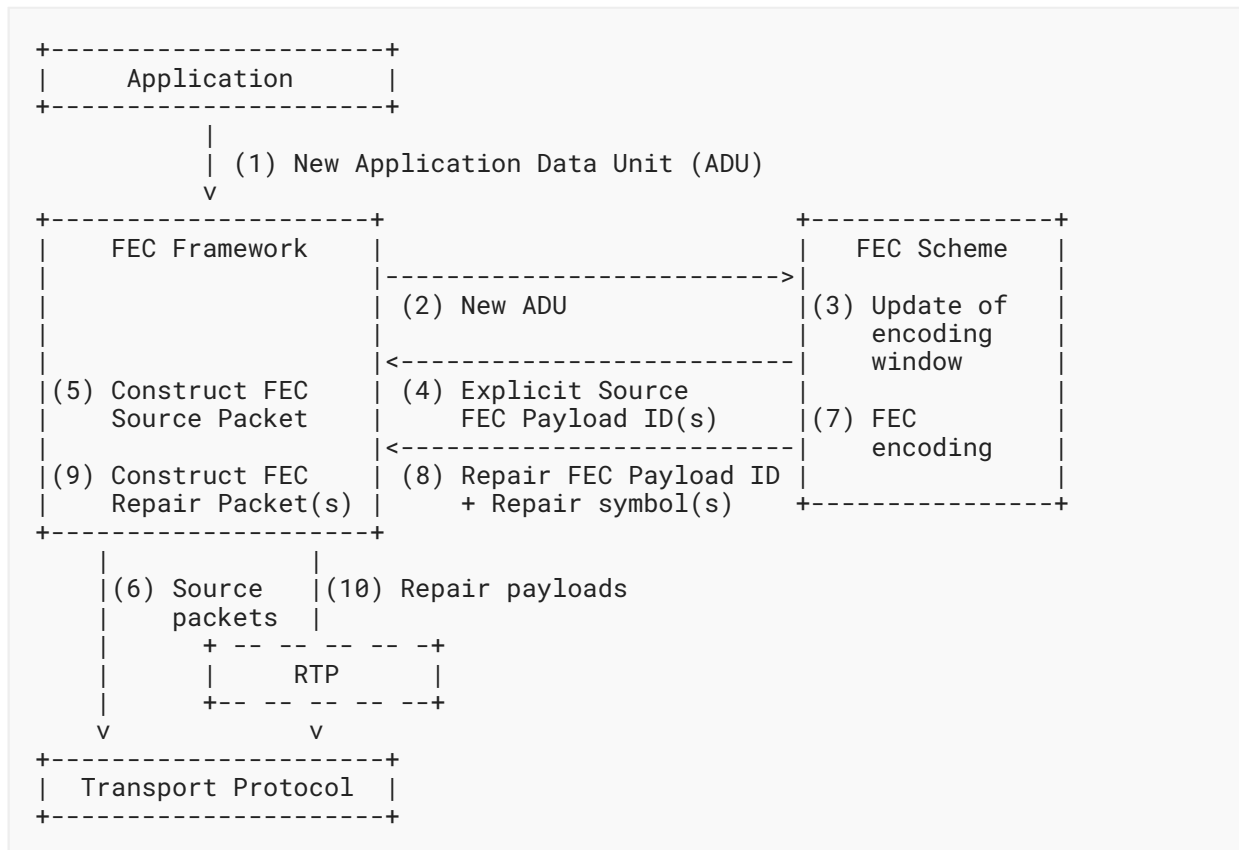 +----------------------+
|      Application      |
+----------------------+
           |
           | (1) New Application Data Unit (ADU)
           v
+---------------------+                           +----------------+
|     FEC Framework    |                           |   FEC Scheme   |
|                     |-------------------------->|                |
|                     | (2) New ADU               |(3) Update of   |
|                     |                           |    encoding    |
|                     |<--------------------------|    window      |
|(5) Construct FEC    | (4) Explicit Source       |                |
|    Source Packet    |     FEC Payload ID(s)     |(7) FEC         |
|                     |<--------------------------|    encoding    |
|(9) Construct FEC    | (8) Repair FEC Payload ID |                |
|    Repair Packet(s) |     + Repair symbol(s)    +----------------+
+---------------------+
    |             |
    |(6) Source   |(10) Repair payloads
    |    packets  |
    |      + -- -- -- -- -+
    |      |     RTP      |
    |      +-- -- -- -- --+
    v             v
+----------------------+
|  Transport Protocol  |
+----------------------+